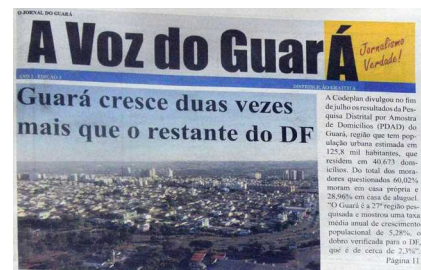 O JORNAL DO GUARÁ
A Voz do GuarÁ
Jornalismo
Verdade!
DISTRIBUIÇÃO GRATUITA
Guará cresce duas vezes
mais que o restante do DF
A Codeplan divulgou no fim
de julho os resultados da Pes-
quisa Distrital por Amostra
de Domicílios (PDAD) do
Guará, região que tem pop-
ulação urbana estimada em
125,8 mil habitantes, que
residem em 40.673 domi-
cílios. Do total dos mora-
dores questionados 60,02%
moram em casa própria e
28,96% em casa de aluguel.
"O Guará é a 27ª região pes-
quisada e mostrou uma taxa
média anual de crescimento
populacional de 5,28%, o
dobro verificada para o DF,
que é de cerca de 2,3%".
Página 11